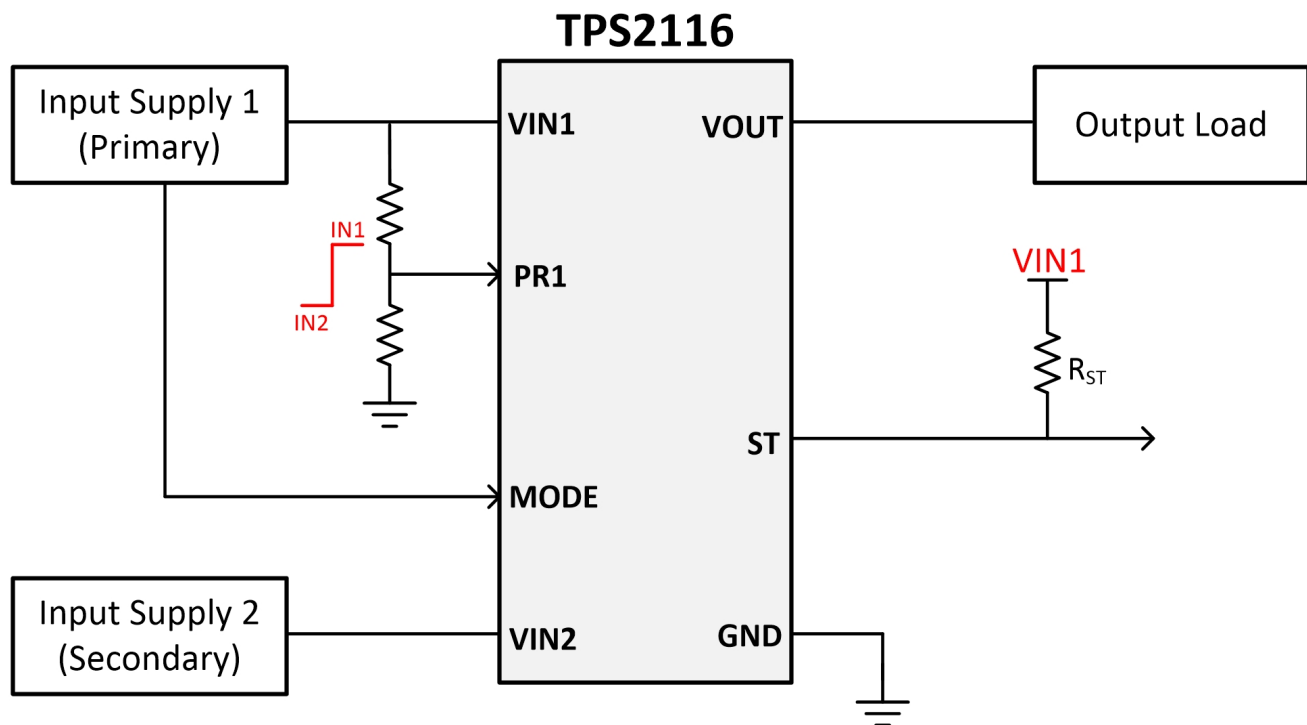 TPS2116
Input Supply 1
(Primary)
VIN1
VOUT
Output Load
IN1
IN2
PR1
VIN1
R_ST
ST
MODE
Input Supply 2
(Secondary)
VIN2
GND